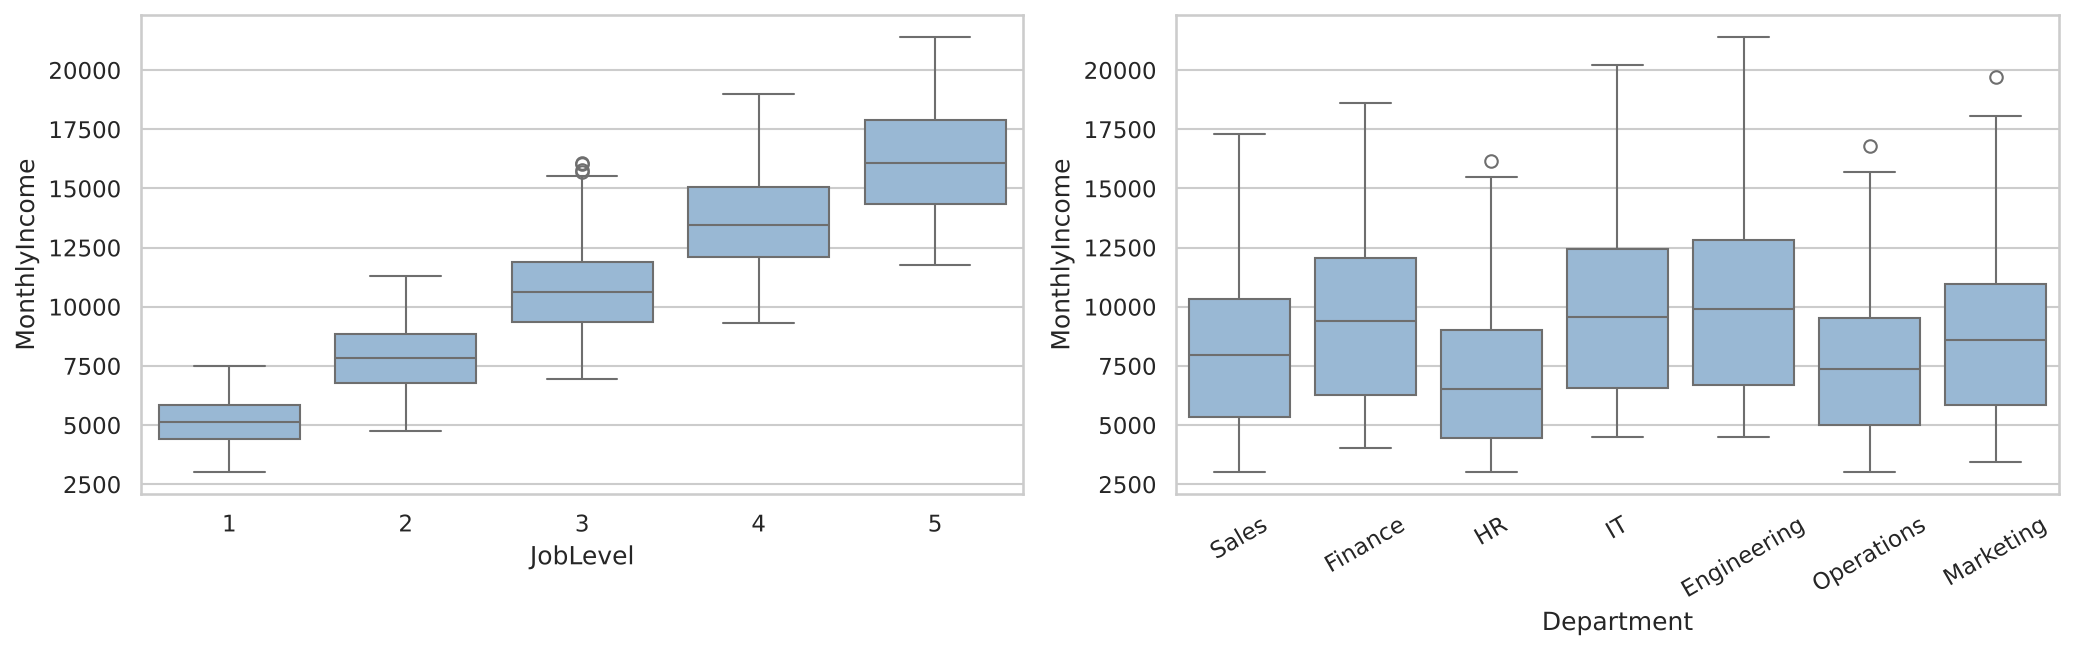 MonthlyIncome
20000
17500
15000
12500
10000
7500
5000
2500
1 2 3 4 5
JobLevel
MonthlyIncome
20000
17500
15000
12500
10000
7500
5000
2500
Sales Finance HR IT Engineering Operations Marketing
Department